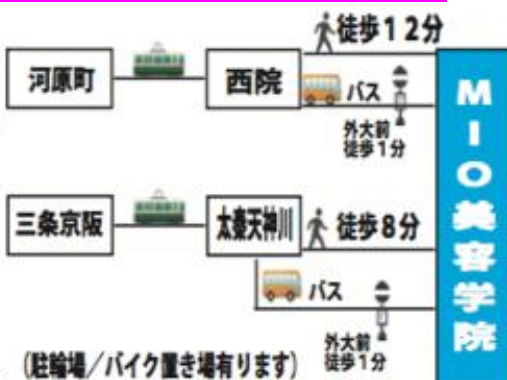 徒歩12分
河原町
西院
バス
外大前
徒歩1分
三条京阪
太秦天神川
徒歩8分
バス
外大前
徒歩1分
(駐輪場/バイク置き場有ります)
MIO美容学院